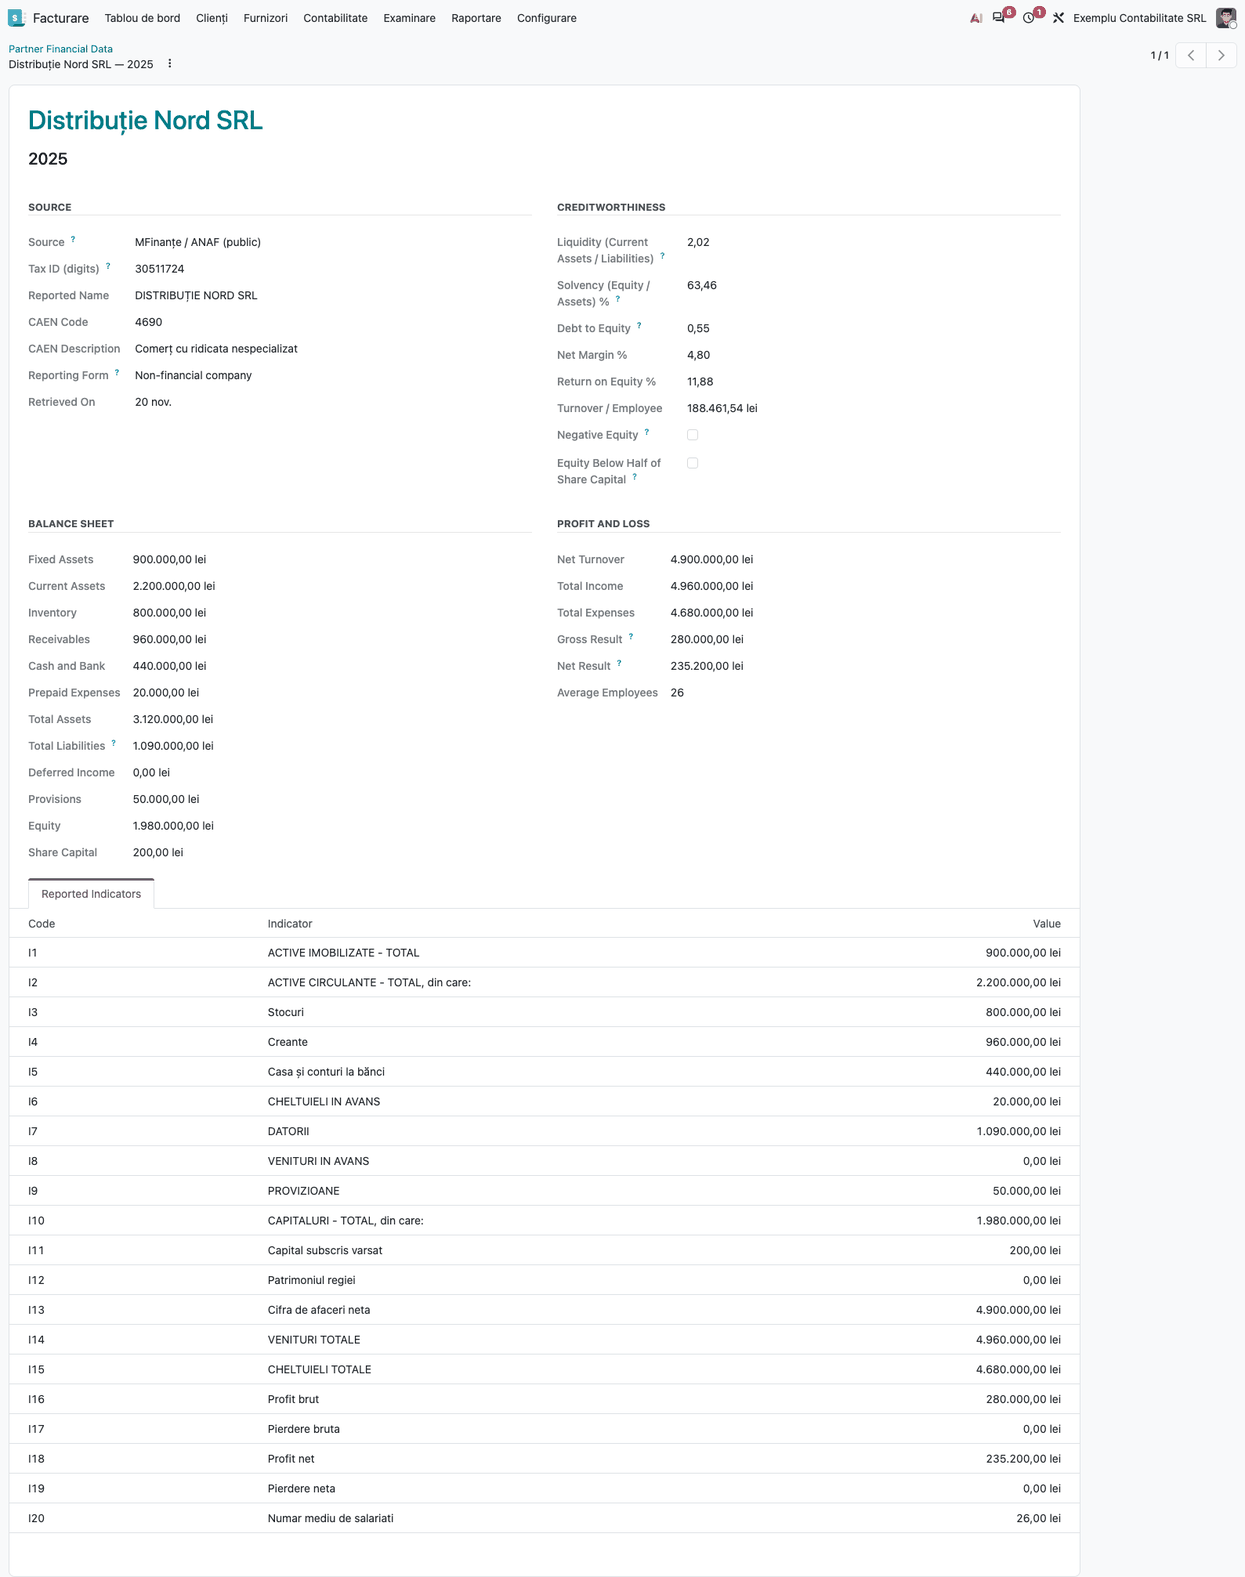 Facturare Tablou de bord Clienți Furnizori Contabilitate Examinare Raportare Configurare 6 1 Exemplu Contabilitate SRL
Partner Financial Data
Distribuție Nord SRL — 2025
1 / 1
Distribuție Nord SRL
2025
SOURCE
Source ? MFinanțe / ANAF (public)
Tax ID (digits) ? 30511724
Reported Name DISTRIBUȚIE NORD SRL
CAEN Code 4690
CAEN Description Comerț cu ridicata nespecializat
Reporting Form ? Non-financial company
Retrieved On 20 nov.
CREDITWORTHINESS
Liquidity (Current
Assets / Liabilities) ? 2,02
Solvency (Equity /
Assets) % ? 63,46
Debt to Equity ? 0,55
Net Margin % 4,80
Return on Equity % 11,88
Turnover / Employee 188.461,54 lei
Negative Equity ?
Equity Below Half of
Share Capital ?
BALANCE SHEET
Fixed Assets 900.000,00 lei
Current Assets 2.200.000,00 lei
Inventory 800.000,00 lei
Receivables 960.000,00 lei
Cash and Bank 440.000,00 lei
Prepaid Expenses 20.000,00 lei
Total Assets 3.120.000,00 lei
Total Liabilities ? 1.090.000,00 lei
Deferred Income 0,00 lei
Provisions 50.000,00 lei
Equity 1.980.000,00 lei
Share Capital 200,00 lei
PROFIT AND LOSS
Net Turnover 4.900.000,00 lei
Total Income 4.960.000,00 lei
Total Expenses 4.680.000,00 lei
Gross Result ? 280.000,00 lei
Net Result ? 235.200,00 lei
Average Employees 26
Reported Indicators
Code Indicator Value
I1 ACTIVE IMOBILIZATE - TOTAL 900.000,00 lei
I2 ACTIVE CIRCULANTE - TOTAL, din care: 2.200.000,00 lei
I3 Stocuri 800.000,00 lei
I4 Creante 960.000,00 lei
I5 Casa și conturi la bănci 440.000,00 lei
I6 CHELTUIELI IN AVANS 20.000,00 lei
I7 DATORII 1.090.000,00 lei
I8 VENITURI IN AVANS 0,00 lei
I9 PROVIZIOANE 50.000,00 lei
I10 CAPITALURI - TOTAL, din care: 1.980.000,00 lei
I11 Capital subscris varsat 200,00 lei
I12 Patrimoniul regiei 0,00 lei
I13 Cifra de afaceri neta 4.900.000,00 lei
I14 VENITURI TOTALE 4.960.000,00 lei
I15 CHELTUIELI TOTALE 4.680.000,00 lei
I16 Profit brut 280.000,00 lei
I17 Pierdere bruta 0,00 lei
I18 Profit net 235.200,00 lei
I19 Pierdere neta 0,00 lei
I20 Numar mediu de salariati 26,00 lei